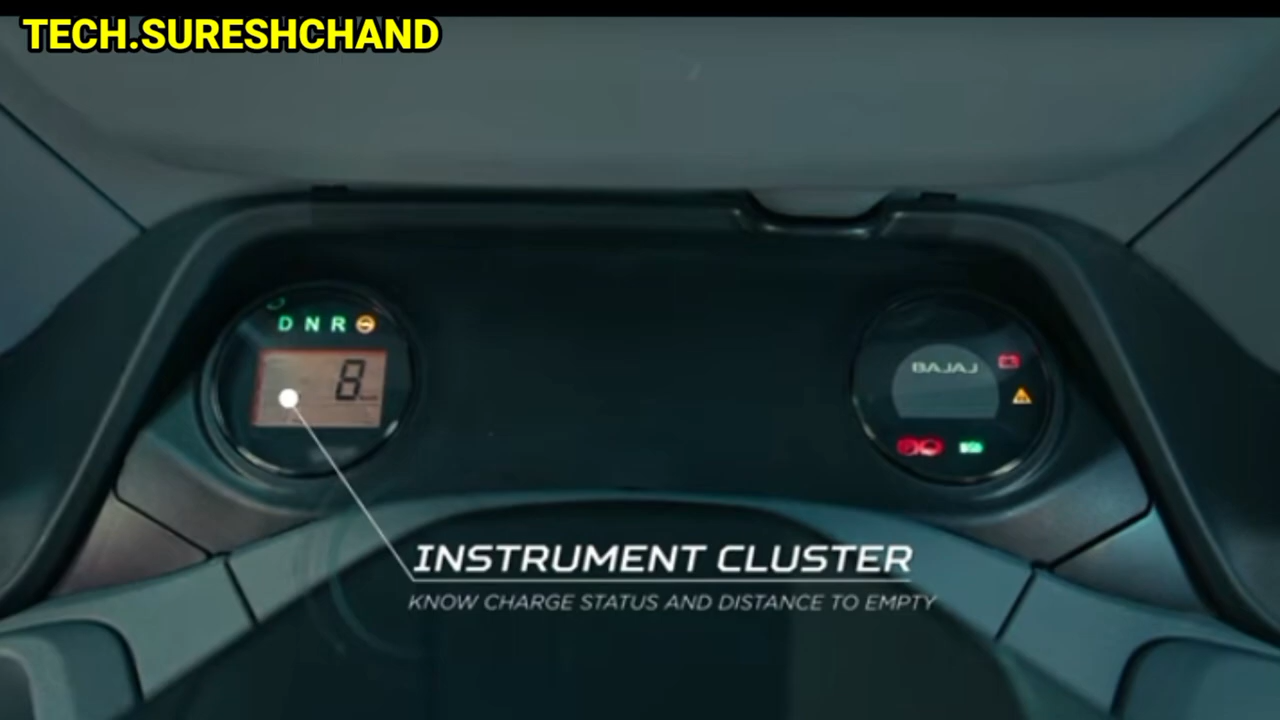 TECH.SURESHCHAND
D N R
8
BAJAJ
INSTRUMENT CLUSTER
KNOW CHARGE STATUS AND DISTANCE TO EMPTY